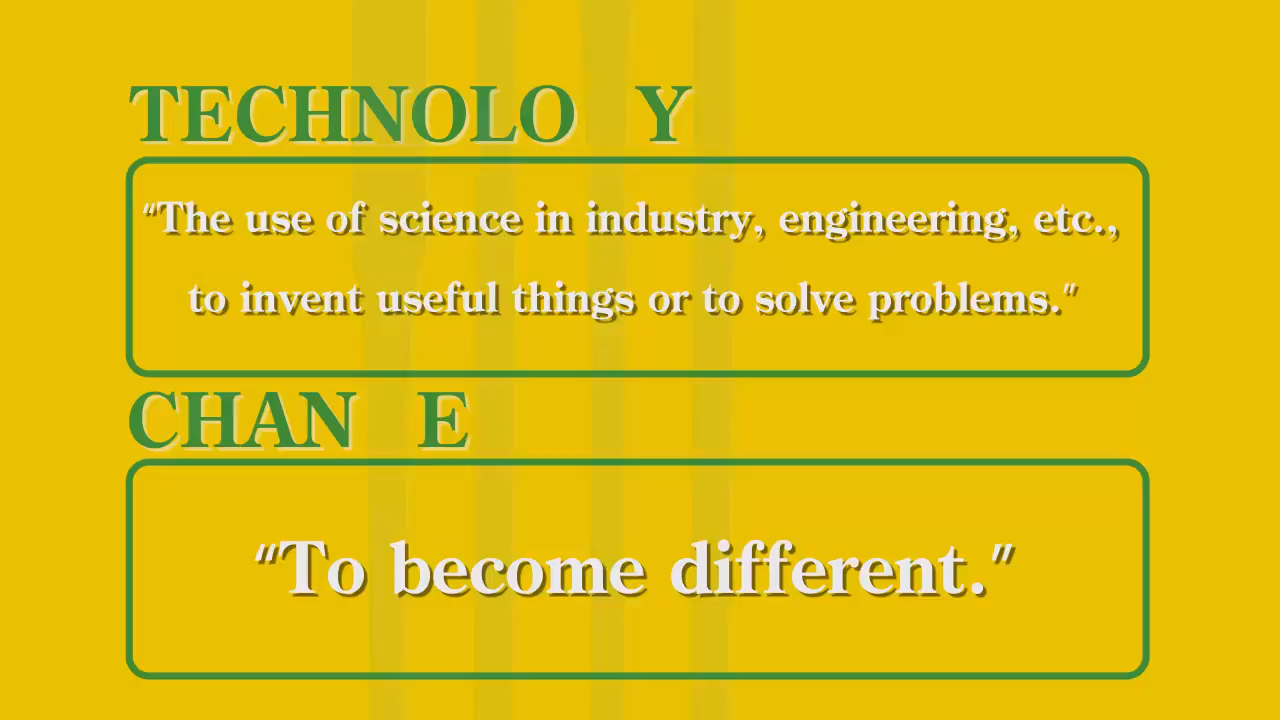 TECHNOLO Y
"The use of science in industry, engineering, etc.,
to invent useful things or to solve problems."
CHAN E
"To become different."